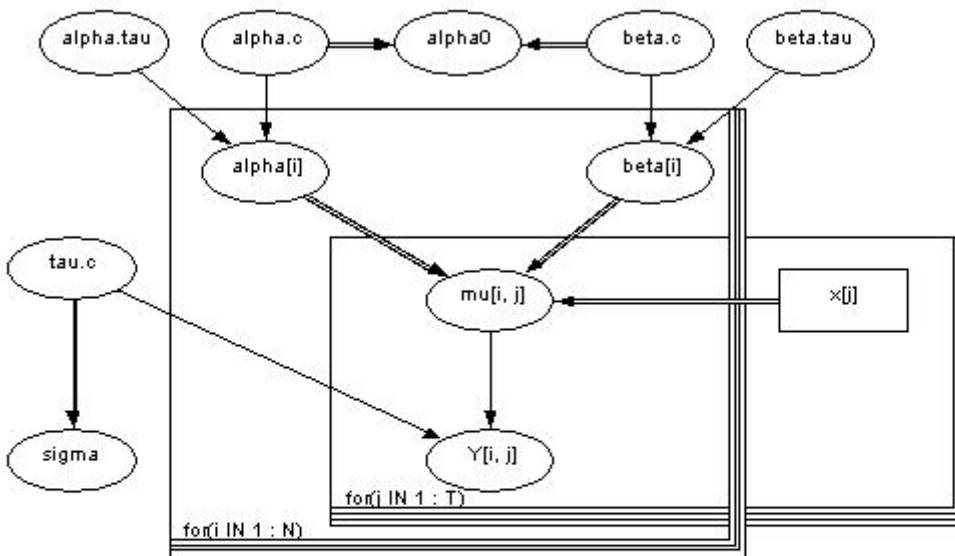 alpha.tau
alpha.c
alpha0
beta.c
beta.tau
alpha[i]
beta[i]
tau.c
mu[i, j]
x[j]
sigma
Y[i, j]
for(j IN 1 : T)
for(i IN 1 : N)